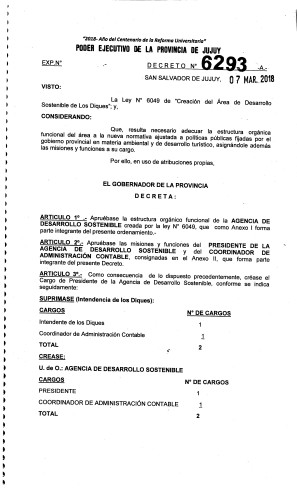 "2018- Año del Centenario de la Reforma Universitaria"
PODER EJECUTIVO DE LA PROVINCIA DE JUJUY
EXP.Nº DECRETO Nº 6293 -A.-
SAN SALVADOR DE JUJUY, 07 MAR. 2018
VISTO:
La Ley Nº 6049 de "Creación del Área de Desarrollo
Sostenible de Los Diques"; y,
CONSIDERANDO:
Que, resulta necesario adecuar la estructura orgánica
funcional del área a la nueva normativa ajustada a políticas públicas fijadas por el
gobierno provincial en materia ambiental y de desarrollo turístico, asignándole además
las misiones y funciones a su cargo.
Por ello, en uso de atribuciones propias,
EL GOBERNADOR DE LA PROVINCIA
DECRETA:
ARTICULO 1º .- Apruébase la estructura orgánico funcional de la AGENCIA DE
DESARROLLO SOSTENIBLE creada por la ley Nº 6049, que como Anexo I forma
parte integrante del presente ordenamiento.-
ARTICULO 2º.- Apruébase las misiones y funciones del PRESIDENTE DE LA
AGENCIA DE DESARROLLO SOSTENIBLE y del COORDINADOR DE
ADMINISTRACIÓN CONTABLE, consignadas en el Anexo II, que forma parte
integrante del presente Decreto.
ARTICULO 3º.- Como consecuencia de lo dispuesto precedentemente, créase el
Cargo de Presidente de la Agencia de Desarrollo Sostenible, conforme se indica
seguidamente:
SUPRIMASE (Intendencia de los Diques):
CARGOS Nº DE CARGOS
Intendente de los Diques 1
Coordinador de Administración Contable 1
TOTAL 2
CREASE:
U. de O.: AGENCIA DE DESARROLLO SOSTENIBLE
CARGOS Nº DE CARGOS
PRESIDENTE 1
COORDINADOR DE ADMINISTRACIÓN CONTABLE 1
TOTAL 2